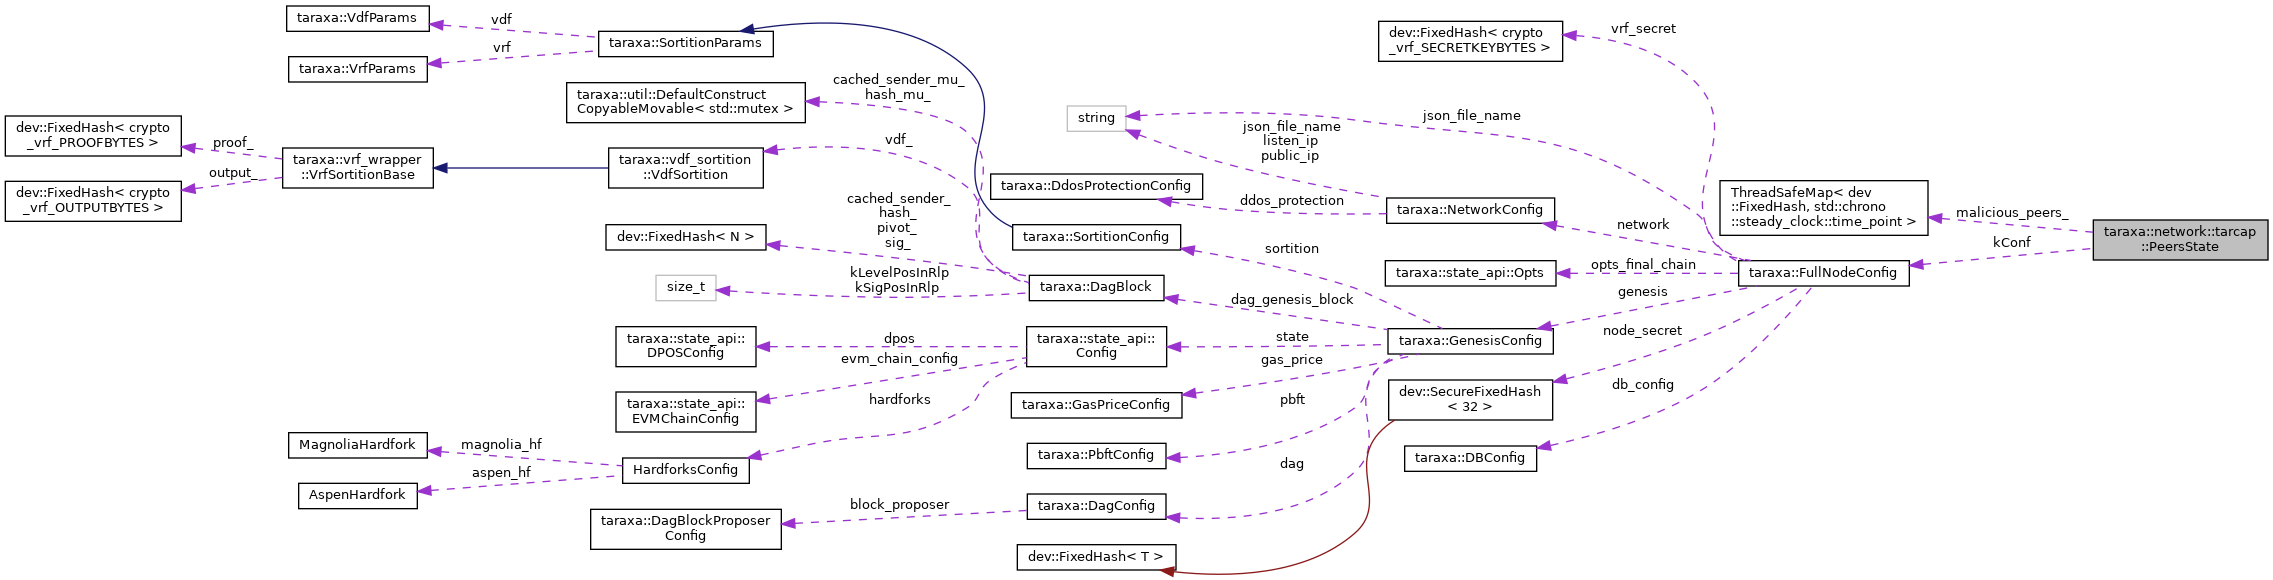 taraxa::VdfParams
vdf
taraxa::SortitionParams
vrf
taraxa::VrfParams
taraxa::util::DefaultConstruct
CopyableMovable< std::mutex >
cached_sender_mu_
hash_mu_
dev::FixedHash< crypto
_vrf_PROOFBYTES >
proof_
output_
dev::FixedHash< crypto
_vrf_OUTPUTBYTES >
taraxa::vrf_wrapper
::VrfSortitionBase
taraxa::vdf_sortition
::VdfSortition
vdf_
dev::FixedHash< N >
cached_sender_
hash_
pivot_
sig_
size_t
kLevelPosInRlp
kSigPosInRlp
taraxa::DagBlock
taraxa::SortitionConfig
taraxa::DdosProtectionConfig
string
dev::FixedHash< crypto
_vrf_SECRETKEYBYTES >
vrf_secret
json_file_name
json_file_name
listen_ip
public_ip
ddos_protection
taraxa::NetworkConfig
network
sortition
dag_genesis_block
taraxa::state_api::Opts
opts_final_chain
genesis
taraxa::GenesisConfig
node_secret
db_config
ThreadSafeMap< dev
::FixedHash, std::chrono
::steady_clock::time_point >
malicious_peers_
kConf
taraxa::network::tarcap
::PeersState
taraxa::FullNodeConfig
taraxa::state_api::
DPOSConfig
dpos
evm_chain_config
hardforks
taraxa::state_api::
EVMChainConfig
taraxa::state_api::
Config
state
gas_price
pbft
dag
taraxa::GasPriceConfig
dev::SecureFixedHash
< 32 >
taraxa::DBConfig
MagnoliaHardfork
magnolia_hf
aspen_hf
AspenHardfork
HardforksConfig
taraxa::PbftConfig
taraxa::DagBlockProposer
Config
block_proposer
taraxa::DagConfig
dev::FixedHash< T >